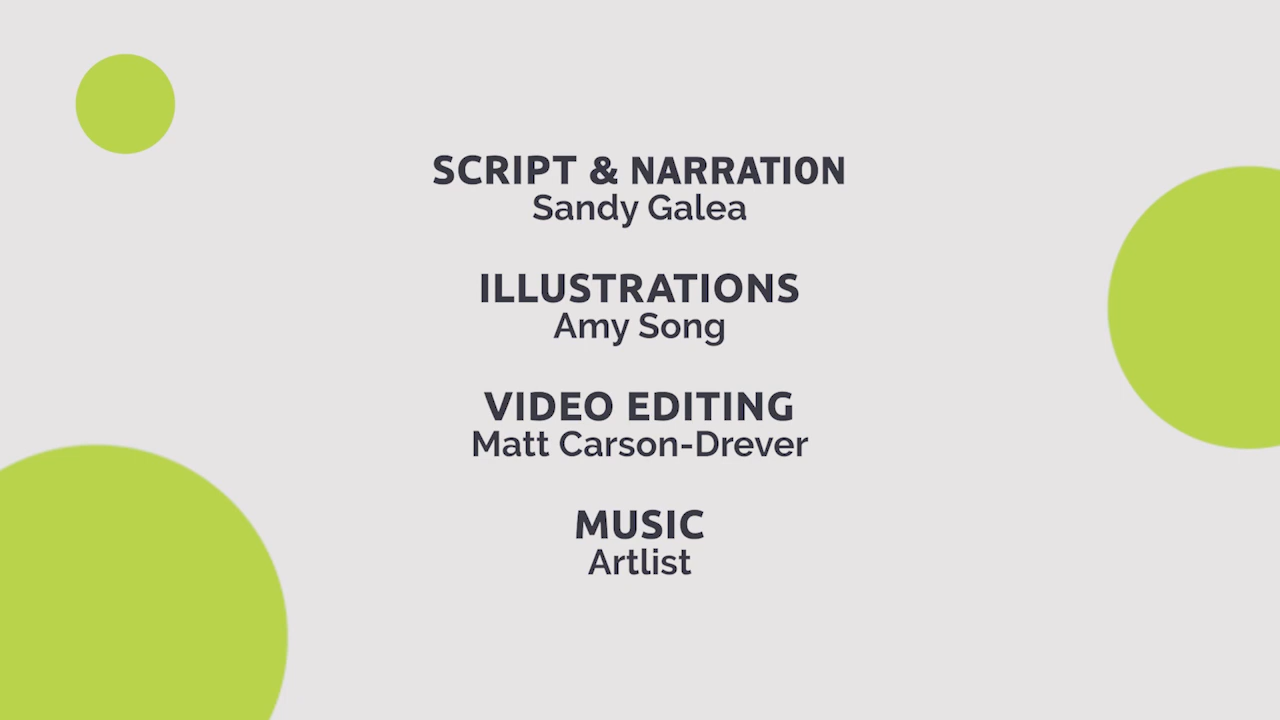 SCRIPT & NARRATION
Sandy Galea
ILLUSTRATIONS
Amy Song
VIDEO EDITING
Matt Carson-Drever
MUSIC
Artlist